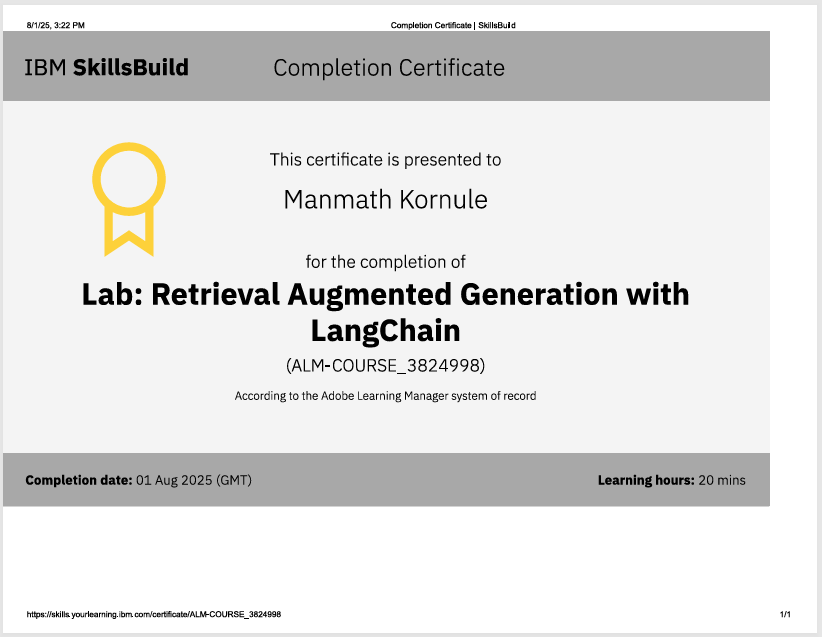 8/1/25, 3:22 PM
Completion Certificate | SkillsBuild
IBM SkillsBuild
Completion Certificate
This certificate is presented to
Manmath Kornule
for the completion of
Lab: Retrieval Augmented Generation with
LangChain
(ALM-COURSE_3824998)
According to the Adobe Learning Manager system of record
Completion date: 01 Aug 2025 (GMT)
Learning hours: 20 mins
https://skills.yourlearning.ibm.com/certificate/ALM-COURSE_3824998
1/1